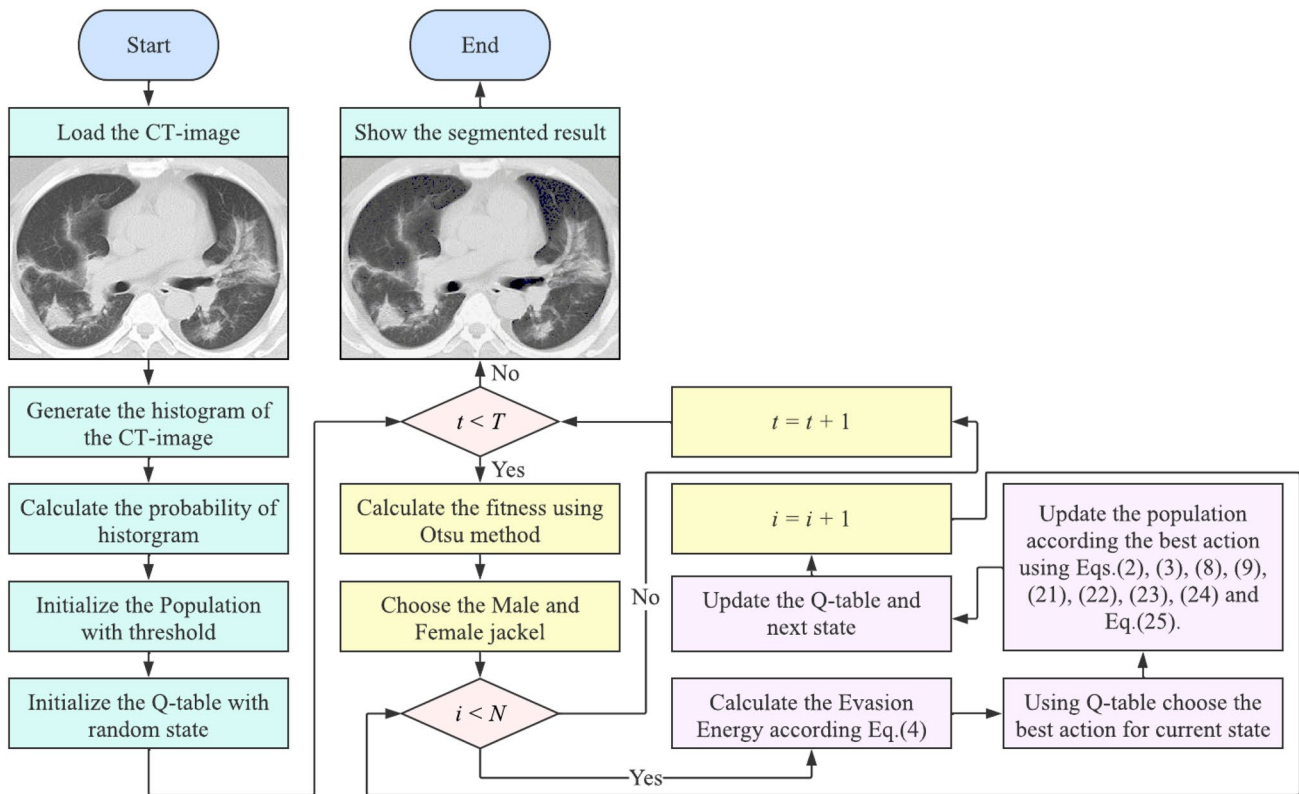 Start
Load the CT-image
Generate the histogram of
the CT-image
Calculate the probability of
historgram
Initialize the Population
with threshold
Initialize the Q-table with
random state
End
Show the segmented result
No
t < T
Yes
Calculate the fitness using
Otsu method
Choose the Male and
Female jackel
i < N
No
Yes
t = t + 1
i = i + 1
Update the Q-table and
next state
Calculate the Evasion
Energy according Eq.(4)
Update the population
according the best action
using Eqs.(2), (3), (8), (9),
(21), (22), (23), (24) and
Eq.(25).
Using Q-table choose the
best action for current state